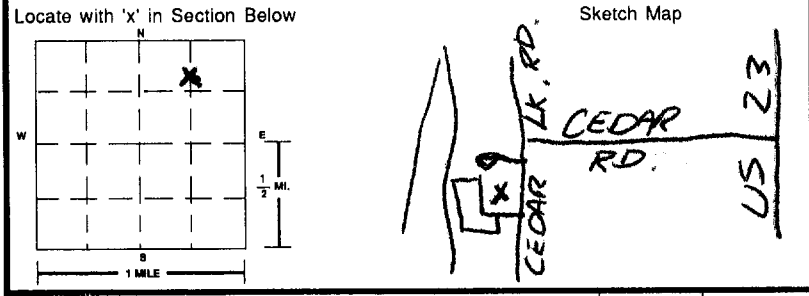 Locate with 'x' in Section Below
N
X
W
E
1/2 MI.
S
1 MILE
Sketch Map
CEDAR LK. RD.
CEDAR
RD.
US 23
X